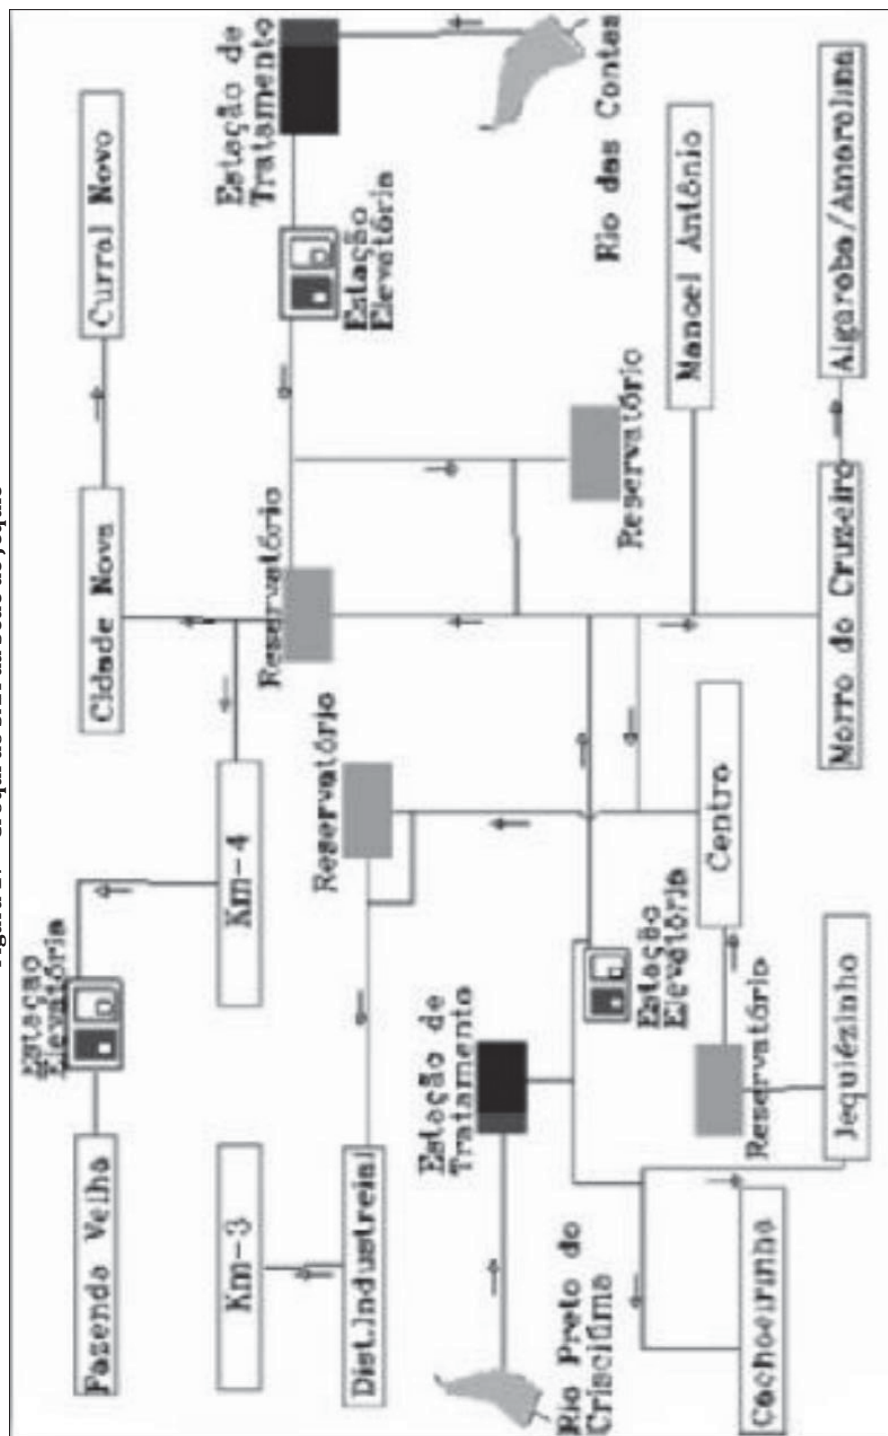 Estação
Elevatória
Fazenda Velha
Cidade Nova
Curral Novo
Km-3
Km-4
Estação de
Tratamento
Reservatório
Reservatório
Dist.Industreial
Estação
Elevatória
Estação de
Tratamento
Rio Preto do
Crisciúma
Rio das Contas
Reservatório
Estação
Elevatória
Manoel Antônio
Centro
Reservatório
Cachoeirinha
Jequiézinho
Morro do Cruzeiro
Algaroba/Amarolina